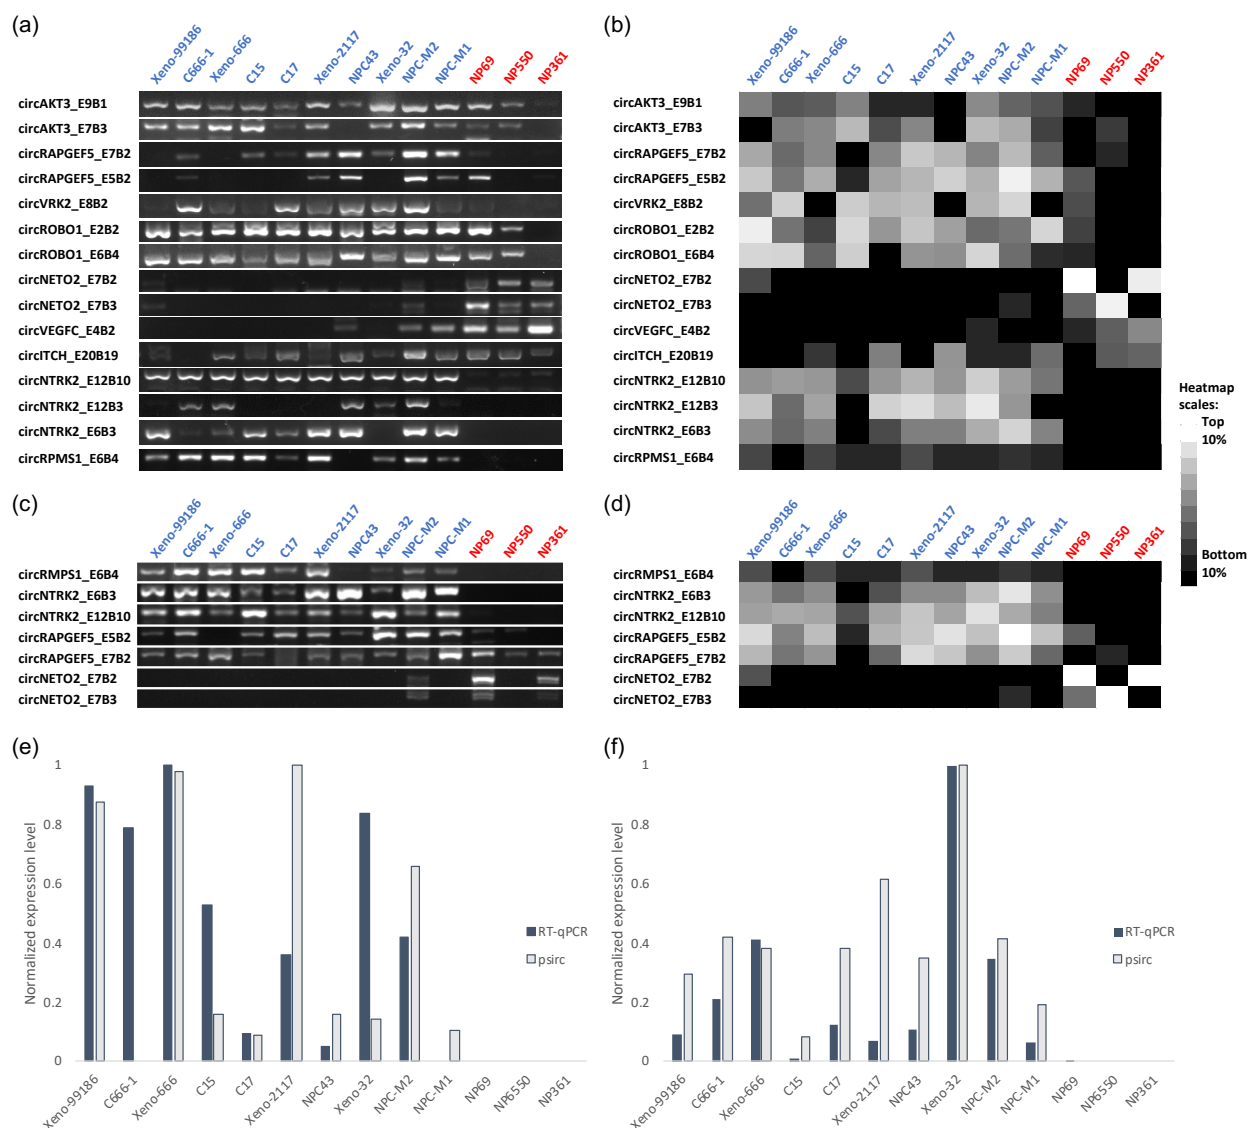 (a)
Xeno-99186
C666-1
Xeno-666
C15
C17
Xeno-2117
NPC43
Xeno-32
NPC-M2
NPC-M1
NP69
NP550
NP361
circAKT3_E9B1
circAKT3_E7B3
circRAPGEF5_E7B2
circRAPGEF5_E5B2
circVRK2_E8B2
circROBO1_E2B2
circROBO1_E6B4
circNETO2_E7B2
circNETO2_E7B3
circVEGFC_E4B2
circITCH_E20B19
circNTRK2_E12B10
circNTRK2_E12B3
circNTRK2_E6B3
circRPMS1_E6B4
(b)
Xeno-99186
C666-1
Xeno-666
C15
C17
Xeno-2117
NPC43
Xeno-32
NPC-M2
NPC-M1
NP69
NP550
NP361
circAKT3_E9B1
circAKT3_E7B3
circRAPGEF5_E7B2
circRAPGEF5_E5B2
circVRK2_E8B2
circROBO1_E2B2
circROBO1_E6B4
circNETO2_E7B2
circNETO2_E7B3
circVEGFC_E4B2
circITCH_E20B19
circNTRK2_E12B10
circNTRK2_E12B3
circNTRK2_E6B3
circRPMS1_E6B4
Heatmap
scales:
Top
10%
Bottom
10%
(c)
Xeno-99186
C666-1
Xeno-666
C15
C17
Xeno-2117
NPC43
Xeno-32
NPC-M2
NPC-M1
NP69
NP550
NP361
circRMPS1_E6B4
circNTRK2_E6B3
circNTRK2_E12B10
circRAPGEF5_E5B2
circRAPGEF5_E7B2
circNETO2_E7B2
circNETO2_E7B3
(d)
Xeno-99186
C666-1
Xeno-666
C15
C17
Xeno-2117
NPC43
Xeno-32
NPC-M2
NPC-M1
NP69
NP550
NP361
circRMPS1_E6B4
circNTRK2_E6B3
circNTRK2_E12B10
circRAPGEF5_E5B2
circRAPGEF5_E7B2
circNETO2_E7B2
circNETO2_E7B3
(e)
Normalized expression level
1
0.8
0.6
0.4
0.2
0
RT-qPCR
psirc
Xeno-99186
C666-1
Xeno-666
C15
C17
Xeno-2117
NPC43
Xeno-32
NPC-M2
NPC-M1
NP69
NP6550
NP361
(f)
Normalized expression level
1
0.8
0.6
0.4
0.2
0
RT-qPCR
psirc
Xeno-99186
C666-1
Xeno-666
C15
C17
Xeno-2117
NPC43
Xeno-32
NPC-M2
NPC-M1
NP69
NP6550
NP361